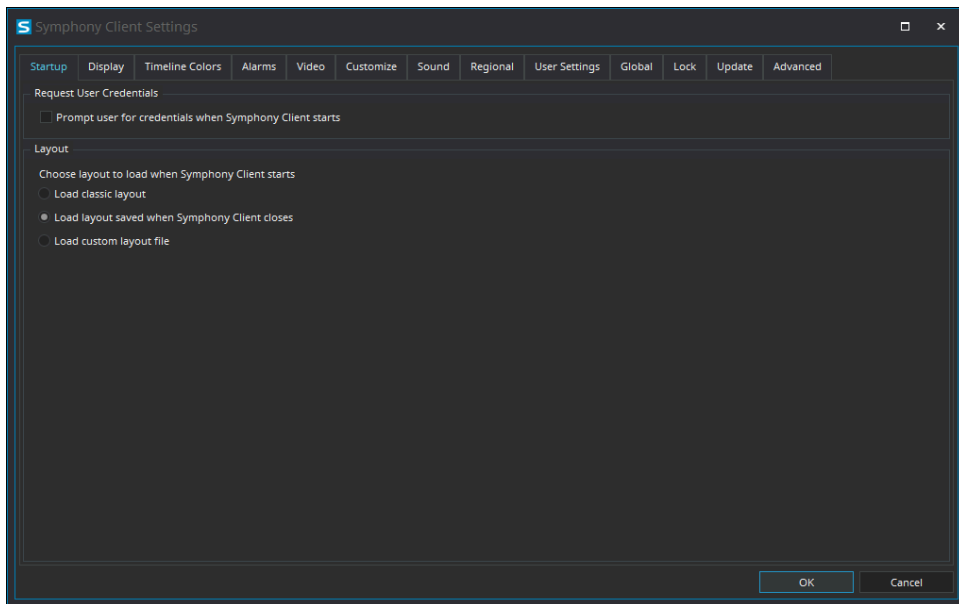 S Symphony Client Settings
Startup Display Timeline Colors Alarms Video Customize Sound Regional User Settings Global Lock Update Advanced
Request User Credentials
Prompt user for credentials when Symphony Client starts
Layout
Choose layout to load when Symphony Client starts
Load classic layout
Load layout saved when Symphony Client closes
Load custom layout file
OK Cancel